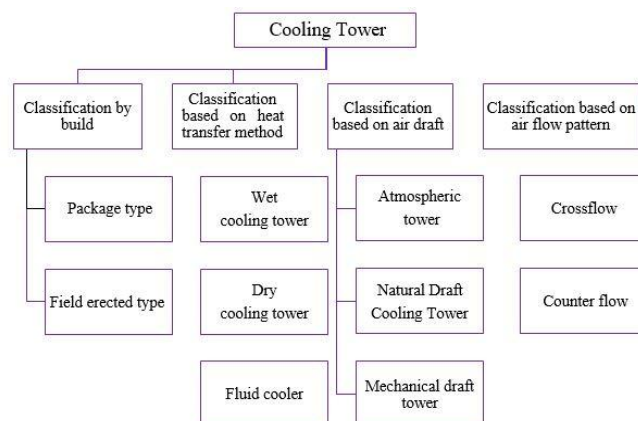 Cooling Tower
Classification by
build
Classification
based on heat
transfer method
Classification
based on air draft
Classification based on
air flow pattern
Package type
Wet
cooling tower
Atmospheric
tower
Crossflow
Field erected type
Dry
cooling tower
Natural Draft
Cooling Tower
Counter flow
Fluid cooler
Mechanical draft
tower